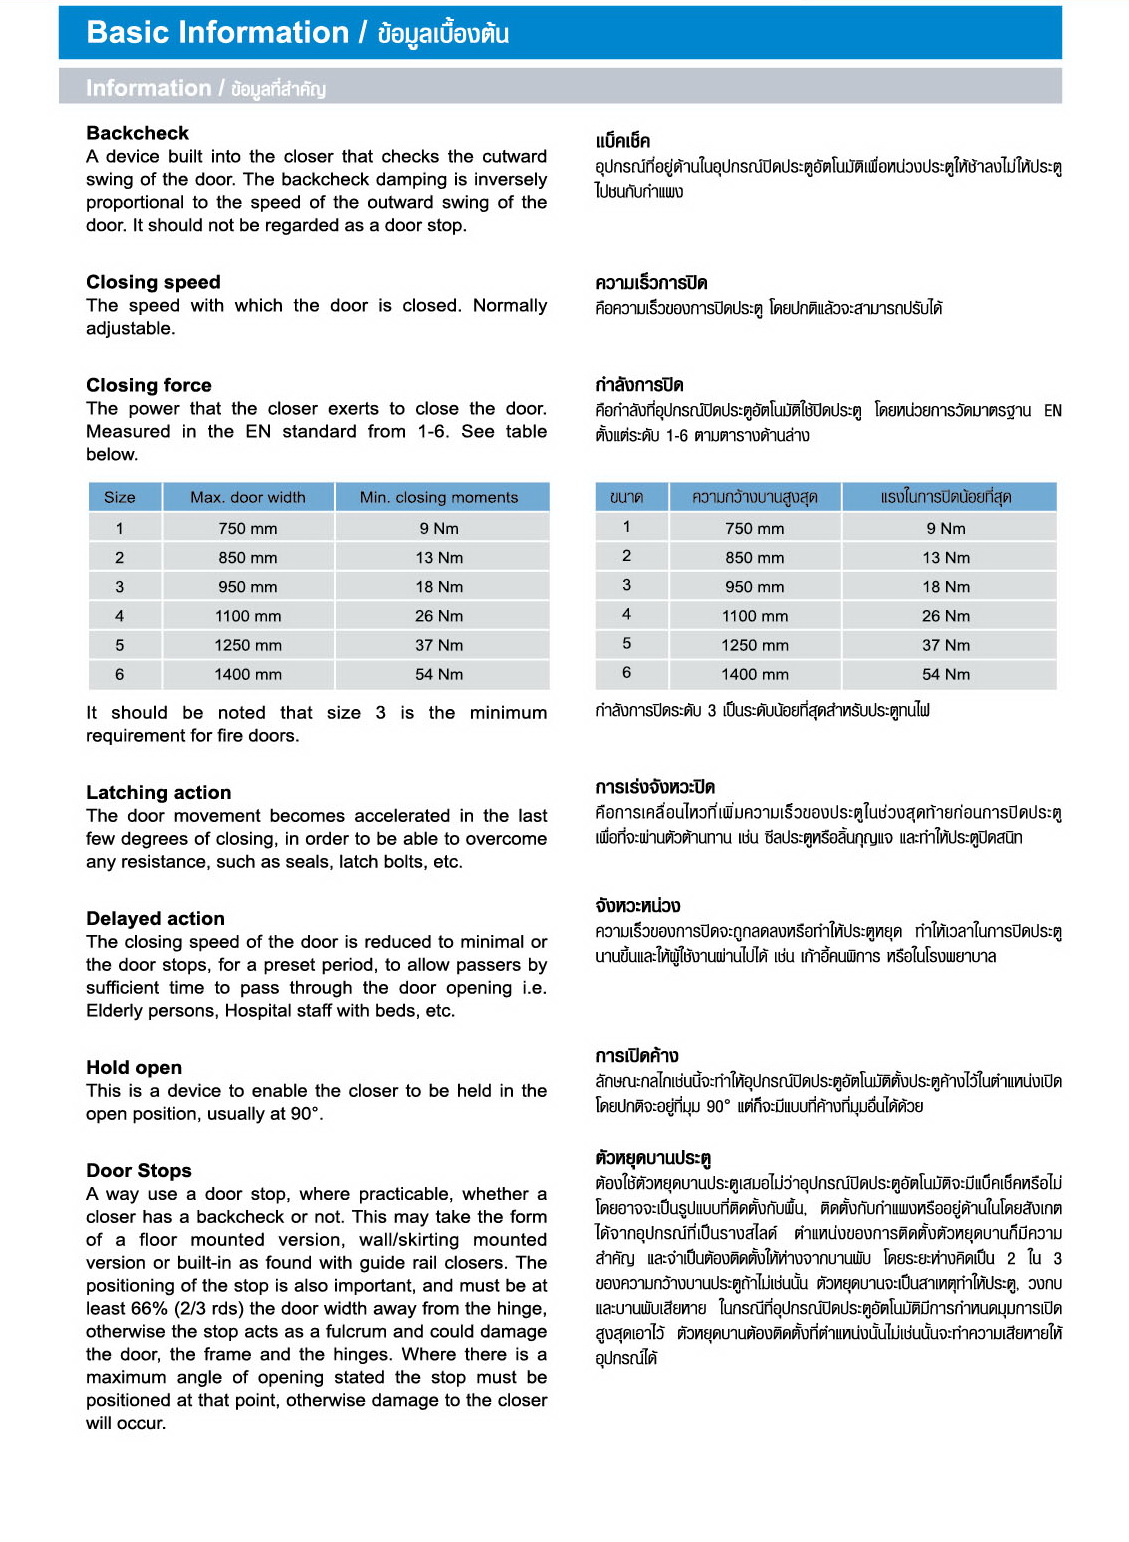 Basic Information / ข้อมูลเบื้องต้น
Information / ข้อมูลที่สำคัญ
Backcheck
A device built into the closer that checks the cutward
swing of the door. The backcheck damping is inversely
proportional to the speed of the outward swing of the
door. It should not be regarded as a door stop.
Closing speed
The speed with which the door is closed. Normally
adjustable.
Closing force
The power that the closer exerts to close the door.
Measured in the EN standard from 1-6. See table
below.
Size Max. door width Min. closing moments
1 750 mm 9 Nm
2 850 mm 13 Nm
3 950 mm 18 Nm
4 1100 mm 26 Nm
5 1250 mm 37 Nm
6 1400 mm 54 Nm
It should be noted that size 3 is the minimum
requirement for fire doors.
Latching action
The door movement becomes accelerated in the last
few degrees of closing, in order to be able to overcome
any resistance, such as seals, latch bolts, etc.
Delayed action
The closing speed of the door is reduced to minimal or
the door stops, for a preset period, to allow passers by
sufficient time to pass through the door opening i.e.
Elderly persons, Hospital staff with beds, etc.
Hold open
This is a device to enable the closer to be held in the
open position, usually at 90°.
Door Stops
A way use a door stop, where practicable, whether a
closer has a backcheck or not. This may take the form
of a floor mounted version, wall/skirting mounted
version or built-in as found with guide rail closers. The
positioning of the stop is also important, and must be at
least 66% (2/3 rds) the door width away from the hinge,
otherwise the stop acts as a fulcrum and could damage
the door, the frame and the hinges. Where there is a
maximum angle of opening stated the stop must be
positioned at that point, otherwise damage to the closer
will occur.
แบ็คเช็ค
อุปกรณ์ที่อยู่ด้านในอุปกรณ์ปิดประตูอัตโนมัติเพื่อหน่วงประตูให้ช้าลงไม่ให้ประตู
ไปชนกับกำแพง
ความเร็วการปิด
คือความเร็วของการปิดประตู โดยปกติแล้วจะสามารถปรับได้
กำลังการปิด
คือกำลังที่อุปกรณ์ปิดประตูอัตโนมัติใช้ปิดประตู โดยหน่วยการวัดมาตรฐาน EN
ตั้งแต่ระดับ 1-6 ตามตารางด้านล่าง
ขนาด ความกว้างบานสูงสุด แรงในการปิดน้อยที่สุด
1 750 mm 9 Nm
2 850 mm 13 Nm
3 950 mm 18 Nm
4 1100 mm 26 Nm
5 1250 mm 37 Nm
6 1400 mm 54 Nm
กำลังการปิดระดับ 3 เป็นระดับน้อยที่สุดสำหรับประตูทนไฟ
การเร่งจังหวะปิด
คือการเคลื่อนไหวที่เพิ่มความเร็วของประตูในช่วงสุดท้ายก่อนการปิดประตู
เพื่อที่จะผ่านตัวต้านทาน เช่น ซีลประตูหรือลิ้นกุญแจ และทำให้ประตูปิดสนิท
จังหวะหน่วง
ความเร็วของการปิดจะถูกลดลงหรือทำให้ประตูหยุด ทำให้เวลาในการปิดประตู
นานขึ้นและให้ผู้ใช้งานผ่านไปได้ เช่น เก้าอี้คนพิการ หรือในโรงพยาบาล
การเปิดค้าง
ลักษณะกลไกเช่นนี้จะทำให้อุปกรณ์ปิดประตูอัตโนมัติตั้งประตูค้างไว้ในตำแหน่งเปิด
โดยปกติจะอยู่ที่มุม 90° แต่ก็จะมีแบบที่ค้างที่มุมอื่นได้ด้วย
ตัวหยุดบานประตู
ต้องใช้ตัวหยุดบานประตูเสมอไม่ว่าอุปกรณ์ปิดประตูอัตโนมัติจะมีแบ็คเช็คหรือไม่
โดยอาจจะเป็นรูปแบบที่ติดตั้งกับพื้น, ติดตั้งกับกำแพงหรืออยู่ด้านในโดยสังเกต
ได้จากอุปกรณ์ที่เป็นรางสไลด์ ตำแหน่งของการติดตั้งตัวหยุดบานก็มีความ
สำคัญ และจำเป็นต้องติดตั้งให้ห่างจากบานพับ โดยระยะห่างคิดเป็น 2 ใน 3
ของความกว้างบานประตูถ้าไม่เช่นนั้น ตัวหยุดบานจะเป็นสาเหตุทำให้ประตู, วงกบ
และบานพับเสียหาย ในกรณีที่อุปกรณ์ปิดประตูอัตโนมัติมีการกำหนดมุมการเปิด
สูงสุดเอาไว้ ตัวหยุดบานต้องติดตั้งที่ตำแหน่งนั้นไม่เช่นนั้นจะทำความเสียหายให้
อุปกรณ์ได้